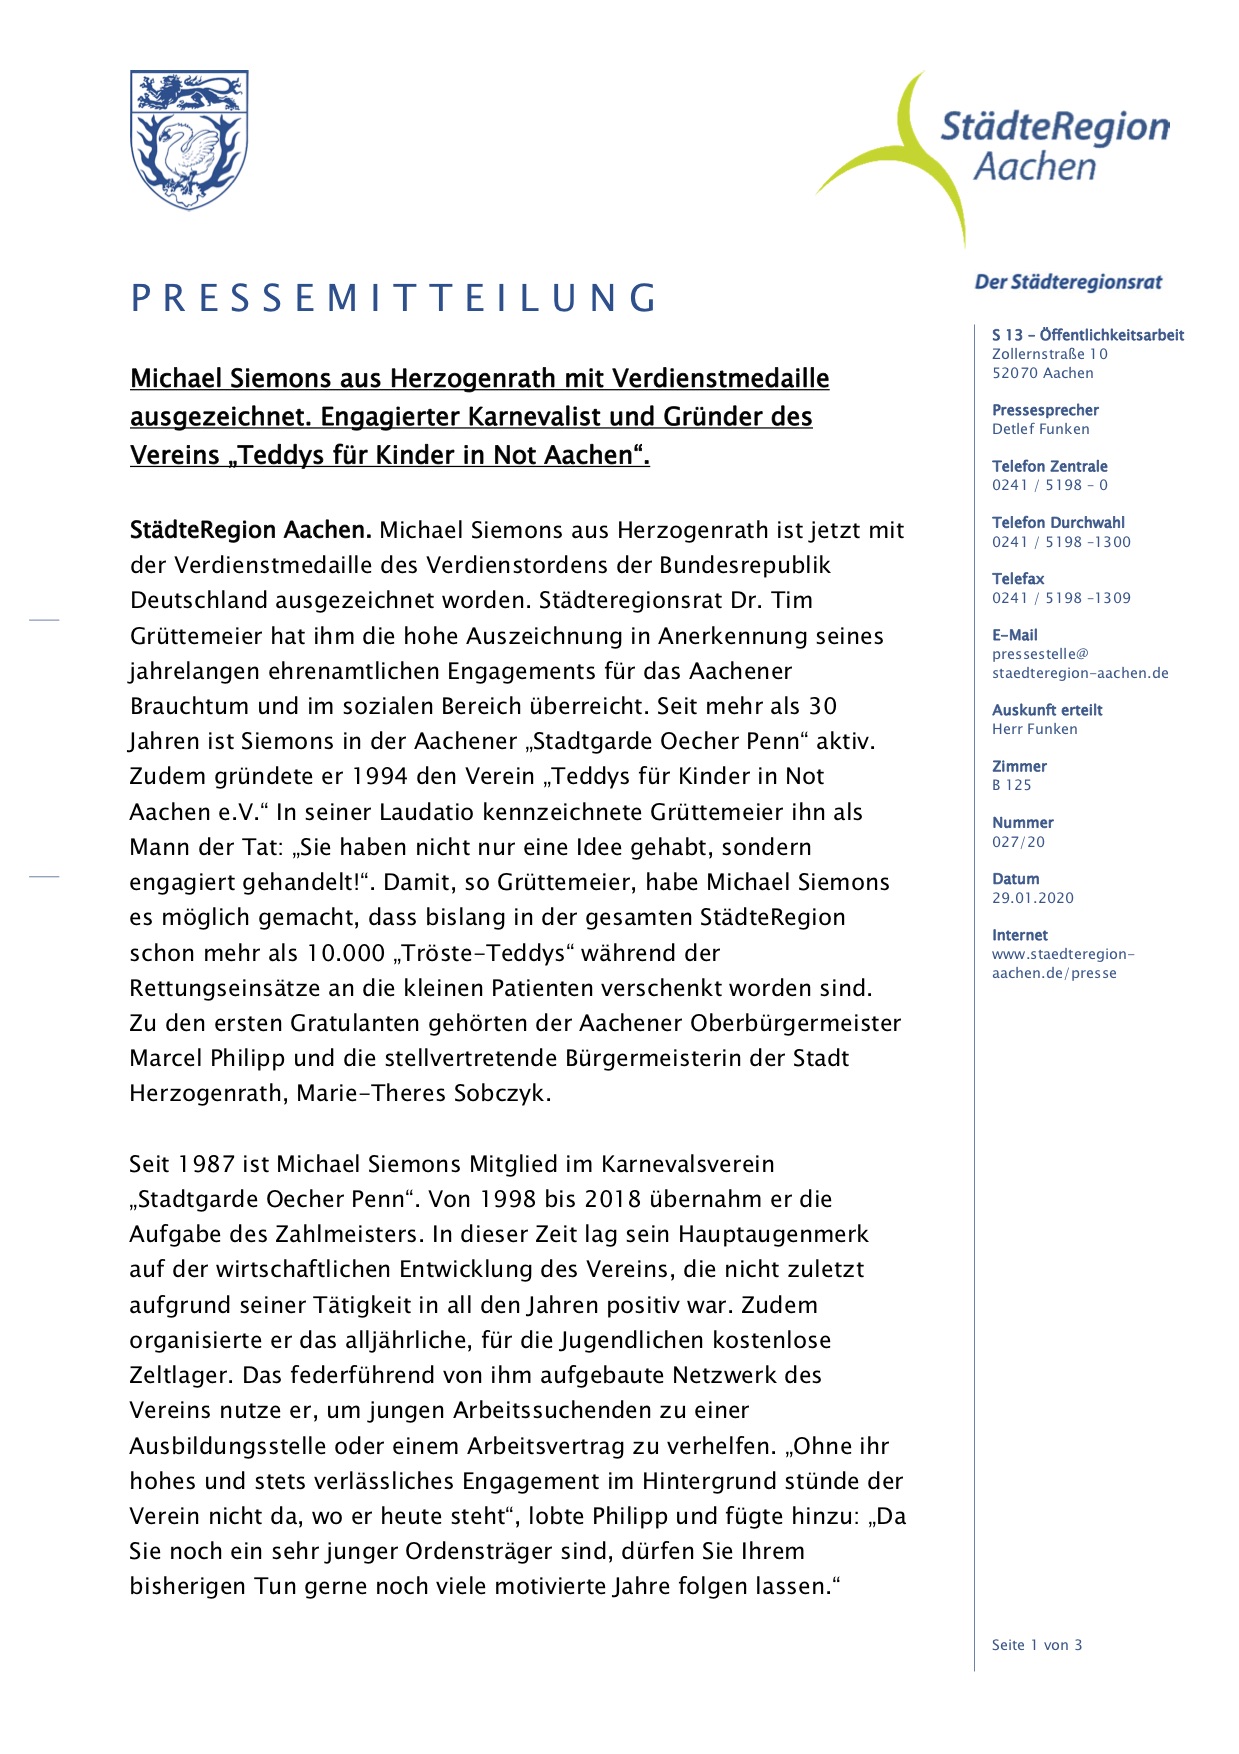 StädteRegion
Aachen
Der Städteregionsrat
PRESSEMITTEILUNG
Michael Siemons aus Herzogenrath mit Verdienstmedaille
ausgezeichnet. Engagierter Karnevalist und Gründer des
Vereins „Teddys für Kinder in Not Aachen“.
StädteRegion Aachen. Michael Siemons aus Herzogenrath ist jetzt mit
der Verdienstmedaille des Verdienstordens der Bundesrepublik
Deutschland ausgezeichnet worden. Städteregionsrat Dr. Tim
Grüttemeier hat ihm die hohe Auszeichnung in Anerkennung seines
jahrelangen ehrenamtlichen Engagements für das Aachener
Brauchtum und im sozialen Bereich überreicht. Seit mehr als 30
Jahren ist Siemons in der Aachener „Stadtgarde Oecher Penn“ aktiv.
Zudem gründete er 1994 den Verein „Teddys für Kinder in Not
Aachen e.V.“ In seiner Laudatio kennzeichnete Grüttemeier ihn als
Mann der Tat: „Sie haben nicht nur eine Idee gehabt, sondern
engagiert gehandelt!“. Damit, so Grüttemeier, habe Michael Siemons
es möglich gemacht, dass bislang in der gesamten StädteRegion
schon mehr als 10.000 „Tröste-Teddys“ während der
Rettungseinsätze an die kleinen Patienten verschenkt worden sind.
Zu den ersten Gratulanten gehörten der Aachener Oberbürgermeister
Marcel Philipp und die stellvertretende Bürgermeisterin der Stadt
Herzogenrath, Marie-Theres Sobczyk.
Seit 1987 ist Michael Siemons Mitglied im Karnevalsverein
„Stadtgarde Oecher Penn“. Von 1998 bis 2018 übernahm er die
Aufgabe des Zahlmeisters. In dieser Zeit lag sein Hauptaugenmerk
auf der wirtschaftlichen Entwicklung des Vereins, die nicht zuletzt
aufgrund seiner Tätigkeit in all den Jahren positiv war. Zudem
organisierte er das alljährliche, für die Jugendlichen kostenlose
Zeltlager. Das federführend von ihm aufgebaute Netzwerk des
Vereins nutze er, um jungen Arbeitssuchenden zu einer
Ausbildungsstelle oder einem Arbeitsvertrag zu verhelfen. „Ohne ihr
hohes und stets verlässliches Engagement im Hintergrund stünde der
Verein nicht da, wo er heute steht“, lobte Philipp und fügte hinzu: „Da
Sie noch ein sehr junger Ordensträger sind, dürfen Sie Ihrem
bisherigen Tun gerne noch viele motivierte Jahre folgen lassen.“
S 13 - Öffentlichkeitsarbeit
Zollernstraße 10
52070 Aachen
Pressesprecher
Detlef Funken
Telefon Zentrale
0241 / 5198 - 0
Telefon Durchwahl
0241 / 5198 -1300
Telefax
0241 / 5198 -1309
E-Mail
pressestelle@
staedteregion-aachen.de
Auskunft erteilt
Herr Funken
Zimmer
B 125
Nummer
027/20
Datum
29.01.2020
Internet
www.staedteregion-
aachen.de/presse
Seite 1 von 3